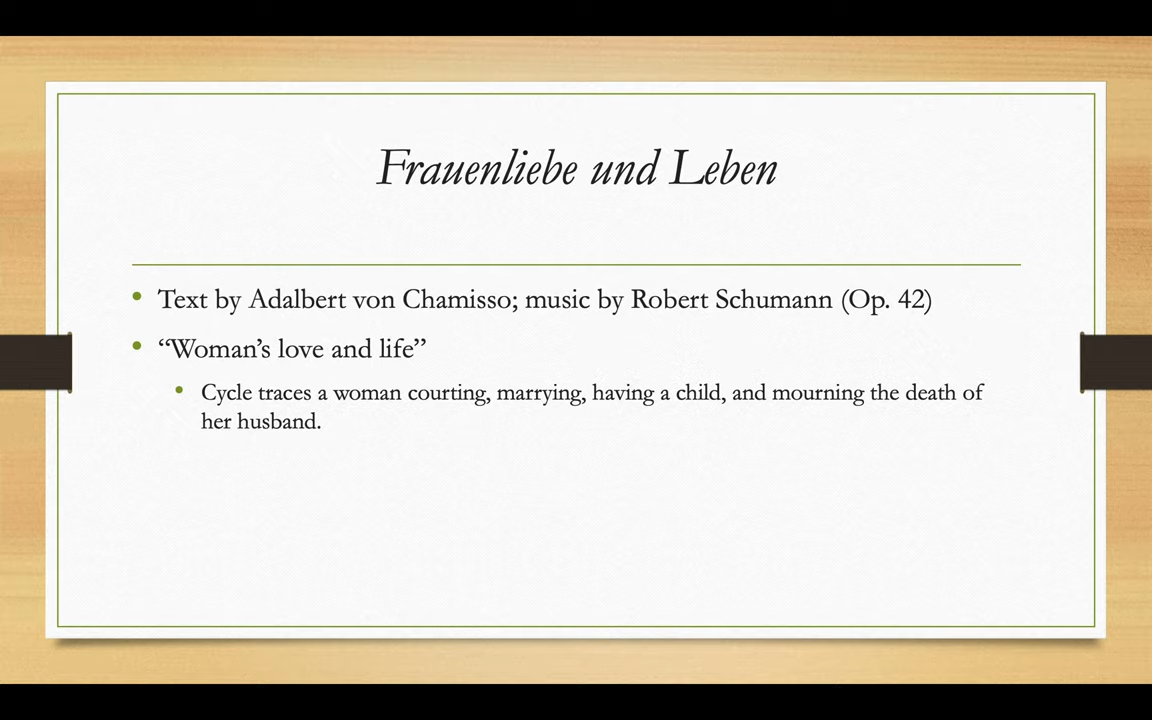 Frauenliebe und Leben
• Text by Adalbert von Chamisso; music by Robert Schumann (Op. 42)
• “Woman’s love and life”
• Cycle traces a woman courting, marrying, having a child, and mourning the death of
her husband.